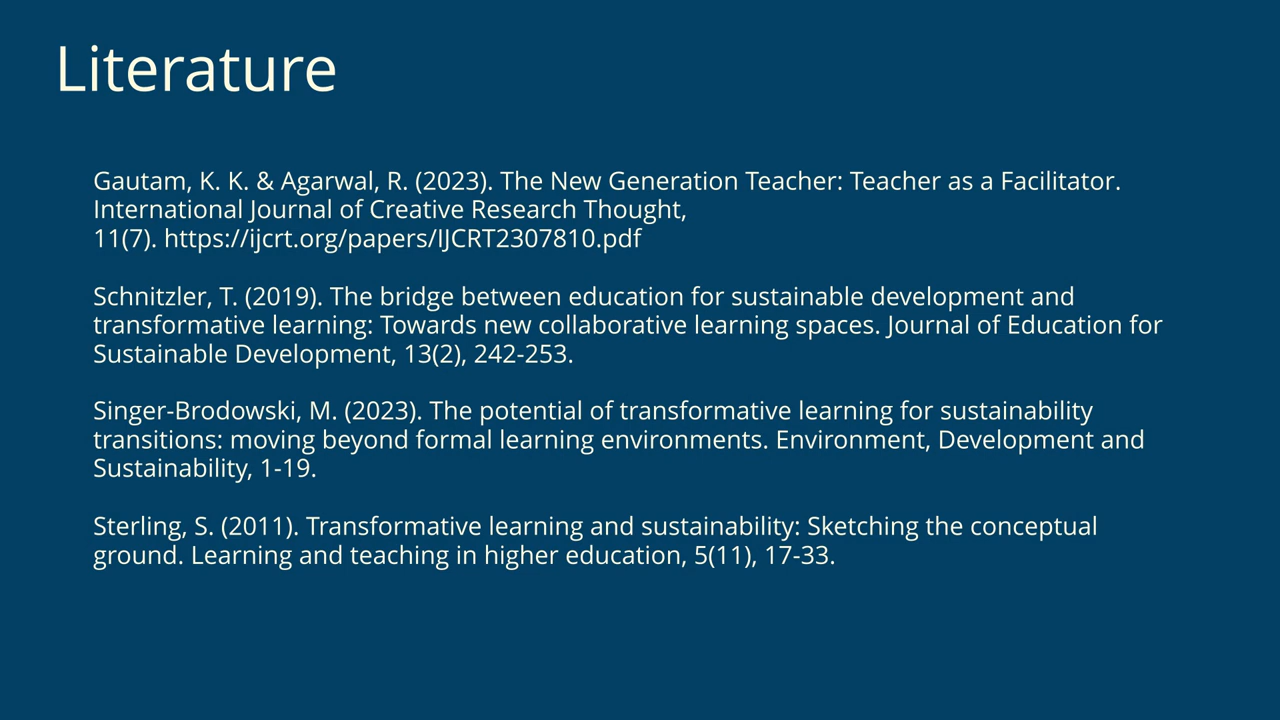 Literature
Gautam, K. K. & Agarwal, R. (2023). The New Generation Teacher: Teacher as a Facilitator.
International Journal of Creative Research Thought,
11(7). https://ijcrt.org/papers/IJCRT2307810.pdf
Schnitzler, T. (2019). The bridge between education for sustainable development and
transformative learning: Towards new collaborative learning spaces. Journal of Education for
Sustainable Development, 13(2), 242-253.
Singer-Brodowski, M. (2023). The potential of transformative learning for sustainability
transitions: moving beyond formal learning environments. Environment, Development and
Sustainability, 1-19.
Sterling, S. (2011). Transformative learning and sustainability: Sketching the conceptual
ground. Learning and teaching in higher education, 5(11), 17-33.